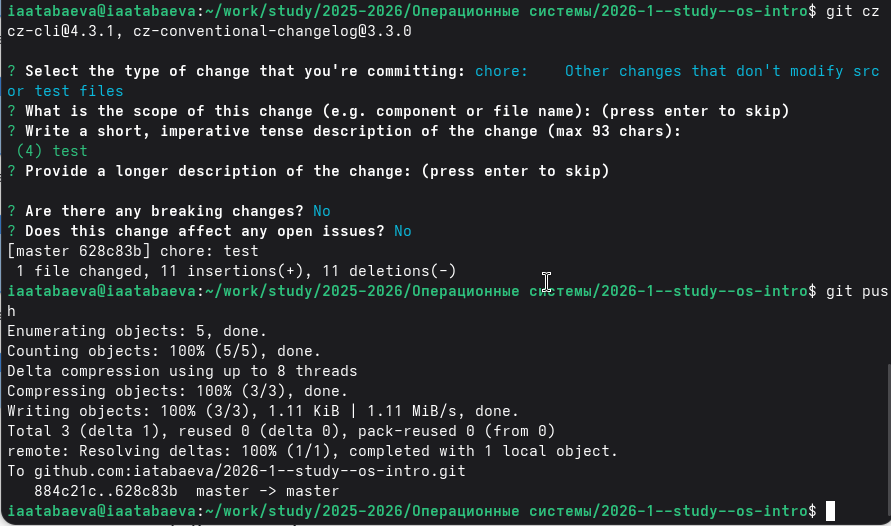 iaatabaeva@iaatabaeva:~/work/study/2025-2026/Операционные системы/2026-1--study--os-intro$ git cz
cz-cli@4.3.1, cz-conventional-changelog@3.3.0
? Select the type of change that you're committing: chore:    Other changes that don't modify src
or test files
? What is the scope of this change (e.g. component or file name): (press enter to skip)
? Write a short, imperative tense description of the change (max 93 chars):
 (4) test
? Provide a longer description of the change: (press enter to skip)
? Are there any breaking changes? No
? Does this change affect any open issues? No
[master 628c83b] chore: test
 1 file changed, 11 insertions(+), 11 deletions(-)
iaatabaeva@iaatabaeva:~/work/study/2025-2026/Операционные системы/2026-1--study--os-intro$ git pus
h
Enumerating objects: 5, done.
Counting objects: 100% (5/5), done.
Delta compression using up to 8 threads
Compressing objects: 100% (3/3), done.
Writing objects: 100% (3/3), 1.11 KiB | 1.11 MiB/s, done.
Total 3 (delta 1), reused 0 (delta 0), pack-reused 0 (from 0)
remote: Resolving deltas: 100% (1/1), completed with 1 local object.
To github.com:iatabaeva/2026-1--study--os-intro.git
   884c21c..628c83b  master -> master
iaatabaeva@iaatabaeva:~/work/study/2025-2026/Операционные системы/2026-1--study--os-intro$